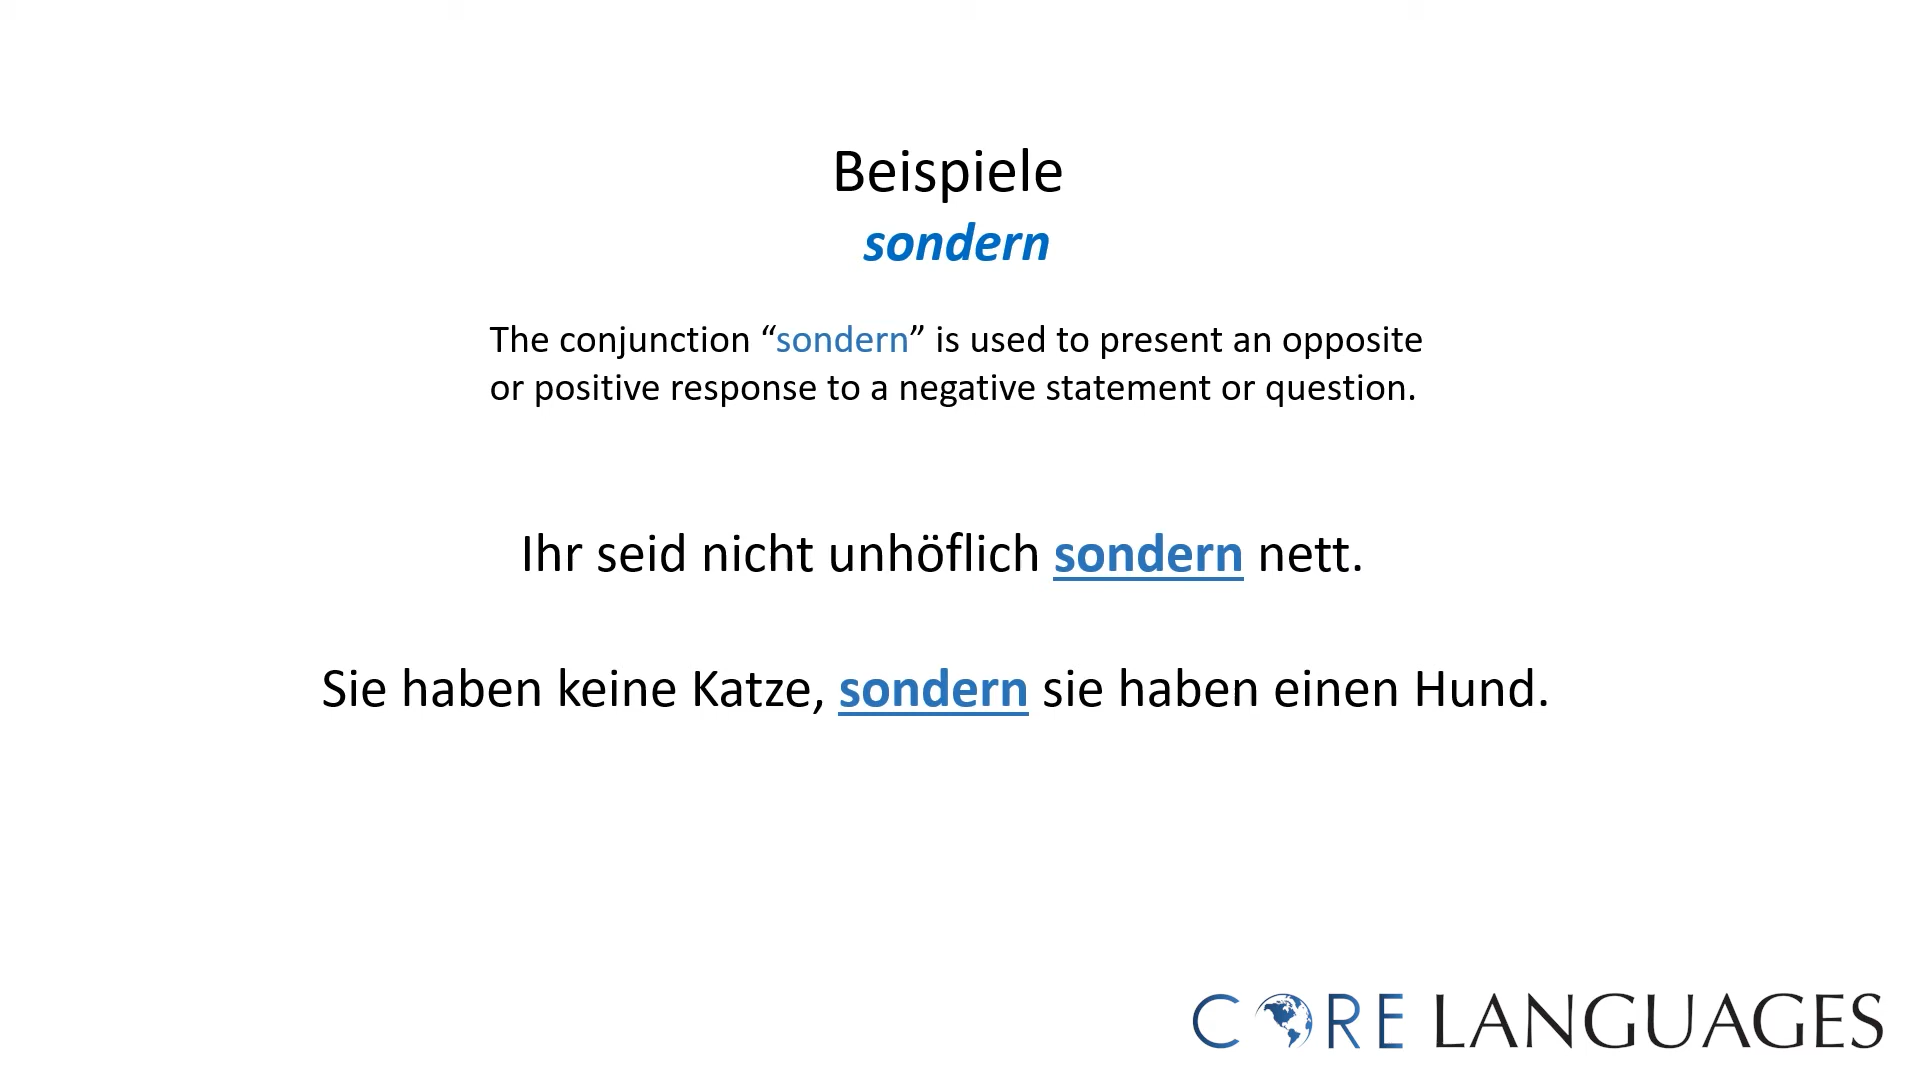 Beispiele
sondern
The conjunction “sondern” is used to present an opposite
or positive response to a negative statement or question.
Ihr seid nicht unhöflich sondern nett.
Sie haben keine Katze, sondern sie haben einen Hund.
CORE LANGUAGES